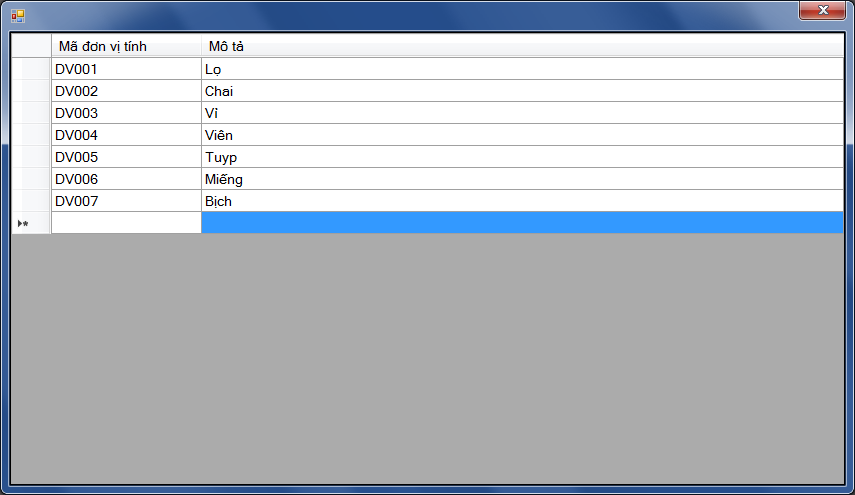 Mã đơn vị tính Mô tả
DV001 Lọ
DV002 Chai
DV003 Vỉ
DV004 Viên
DV005 Tuyp
DV006 Miếng
DV007 Bịch